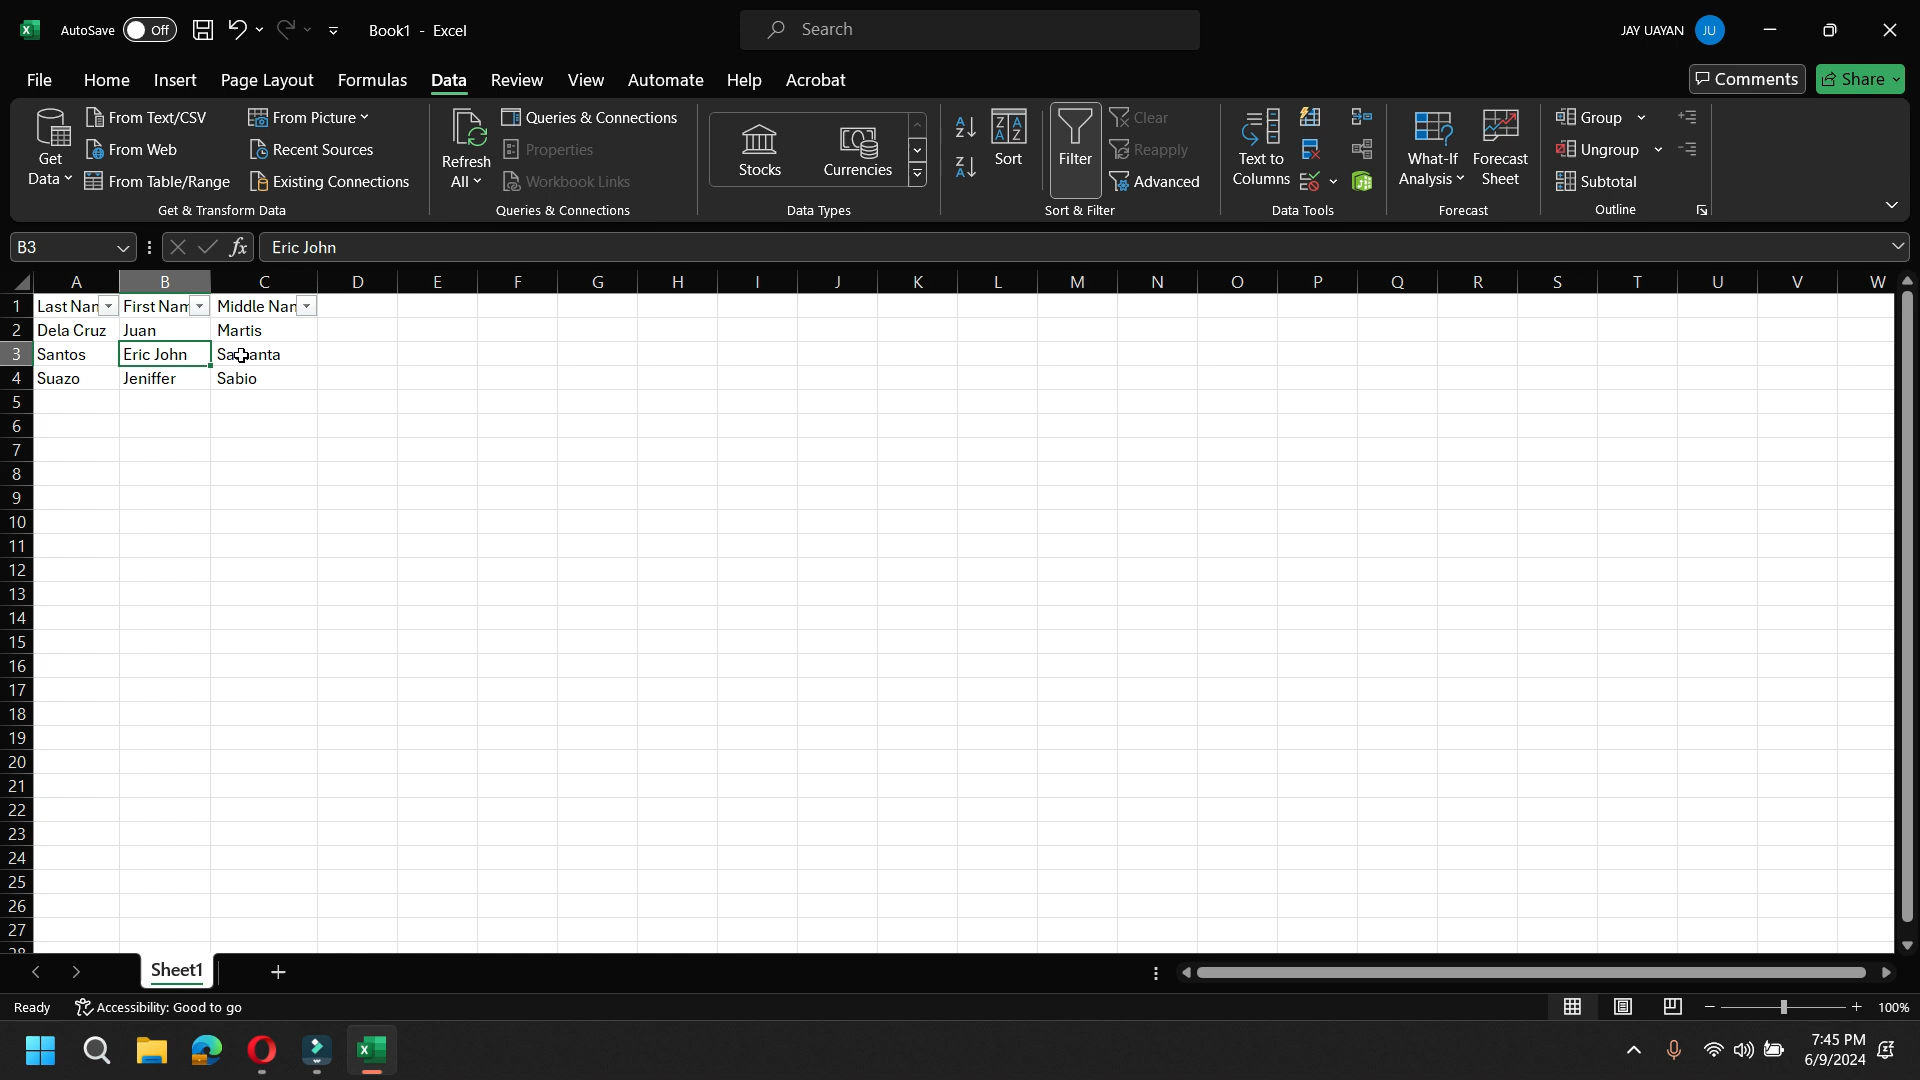 AutoSave Off Book1 - Excel Search JAY UAYAN JU
File Home Insert Page Layout Formulas Data Review View Automate Help Acrobat Comments Share
Get Data
From Text/CSV
From Web
From Table/Range
From Picture
Recent Sources
Existing Connections
Get & Transform Data
Refresh All
Queries & Connections
Properties
Workbook Links
Queries & Connections
Stocks
Currencies
Data Types
Sort
Filter
Clear
Reapply
Advanced
Sort & Filter
Text to Columns
Data Tools
What-If Analysis
Forecast Sheet
Forecast
Group
Ungroup
Subtotal
Outline
B3 fx Eric John
A B C D E F G H I J K L M N O P Q R S T U V W
1 Last Nan First Nam Middle Nan
2 Dela Cruz Juan Martis
3 Santos Eric John
4 Suazo Jeniffer Sabio
5
6
7
8
9
10
11
12
13
14
15
16
17
18
19
20
21
22
23
24
25
26
27
28
Sheet1
Ready Accessibility: Good to go 100%
7:45 PM
6/9/2024